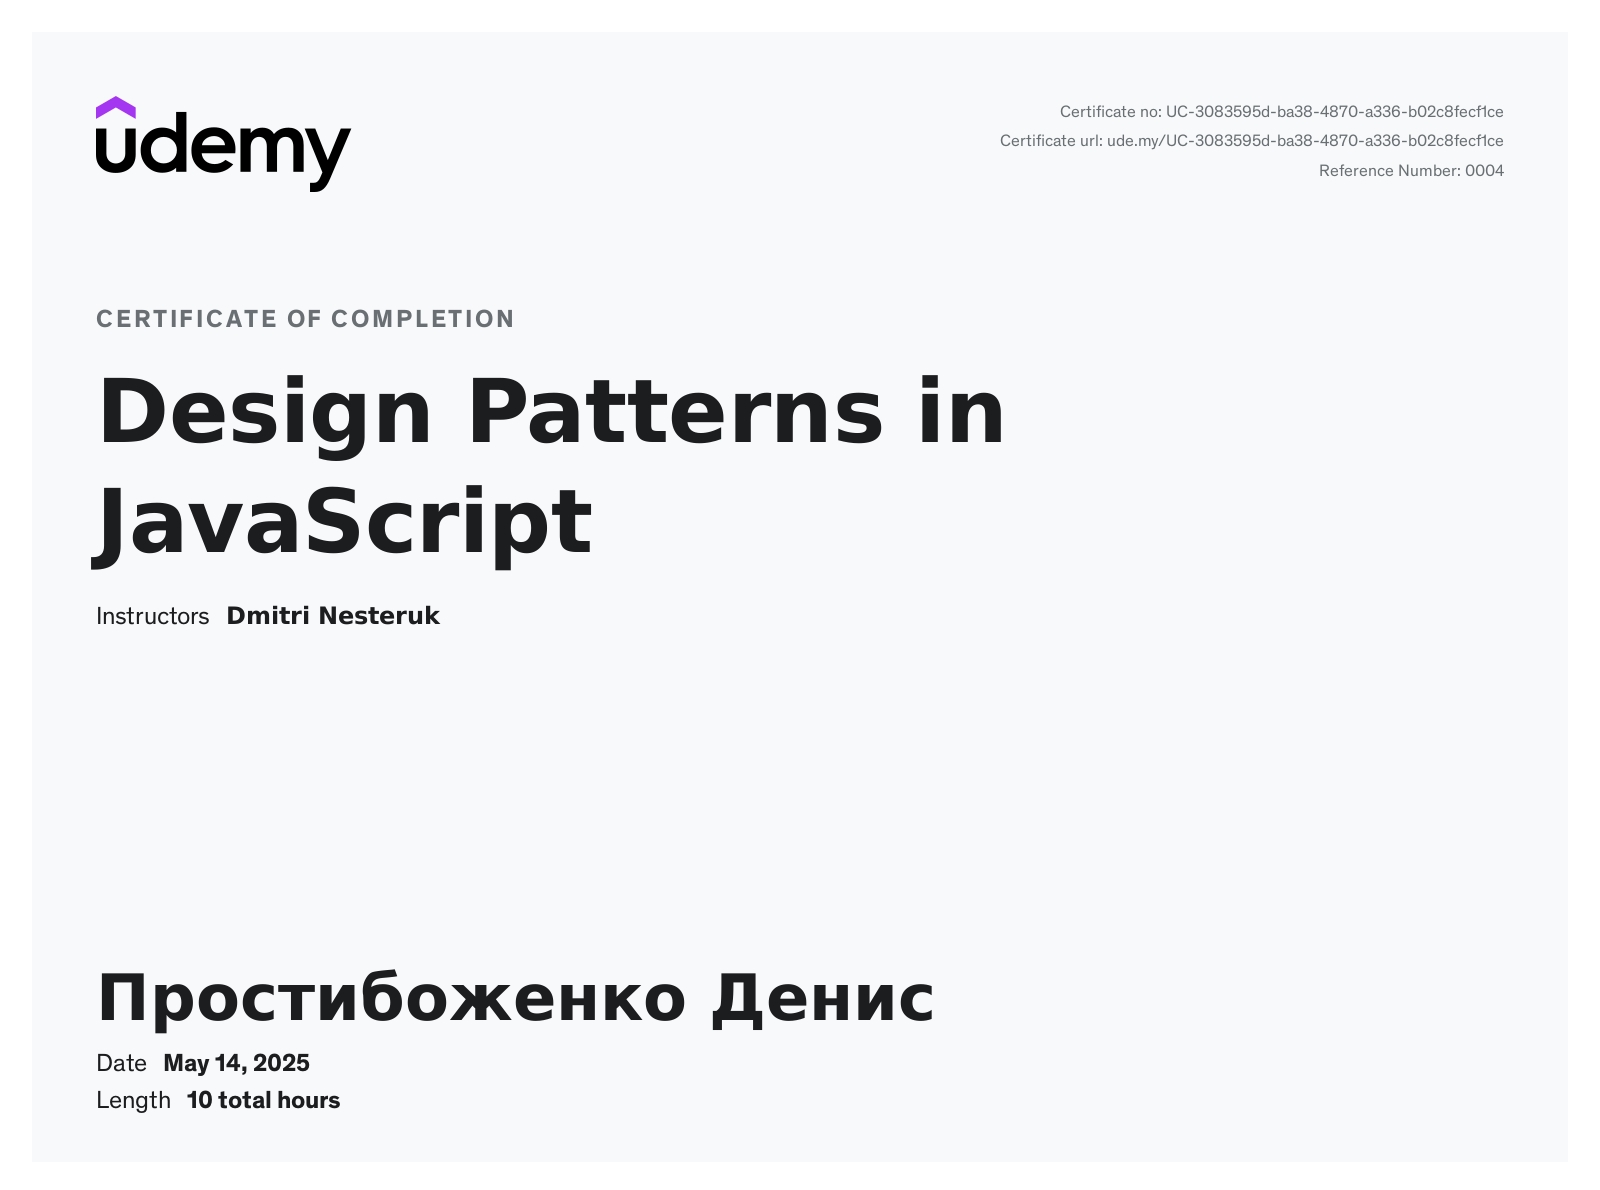 udemy
Certificate no: UC-3083595d-ba38-4870-a336-b02c8fecf1ce
Certificate url: ude.my/UC-3083595d-ba38-4870-a336-b02c8fecf1ce
Reference Number: 0004
CERTIFICATE OF COMPLETION
Design Patterns in
JavaScript
Instructors Dmitri Nesteruk
Простибоженко Денис
Date May 14, 2025
Length 10 total hours